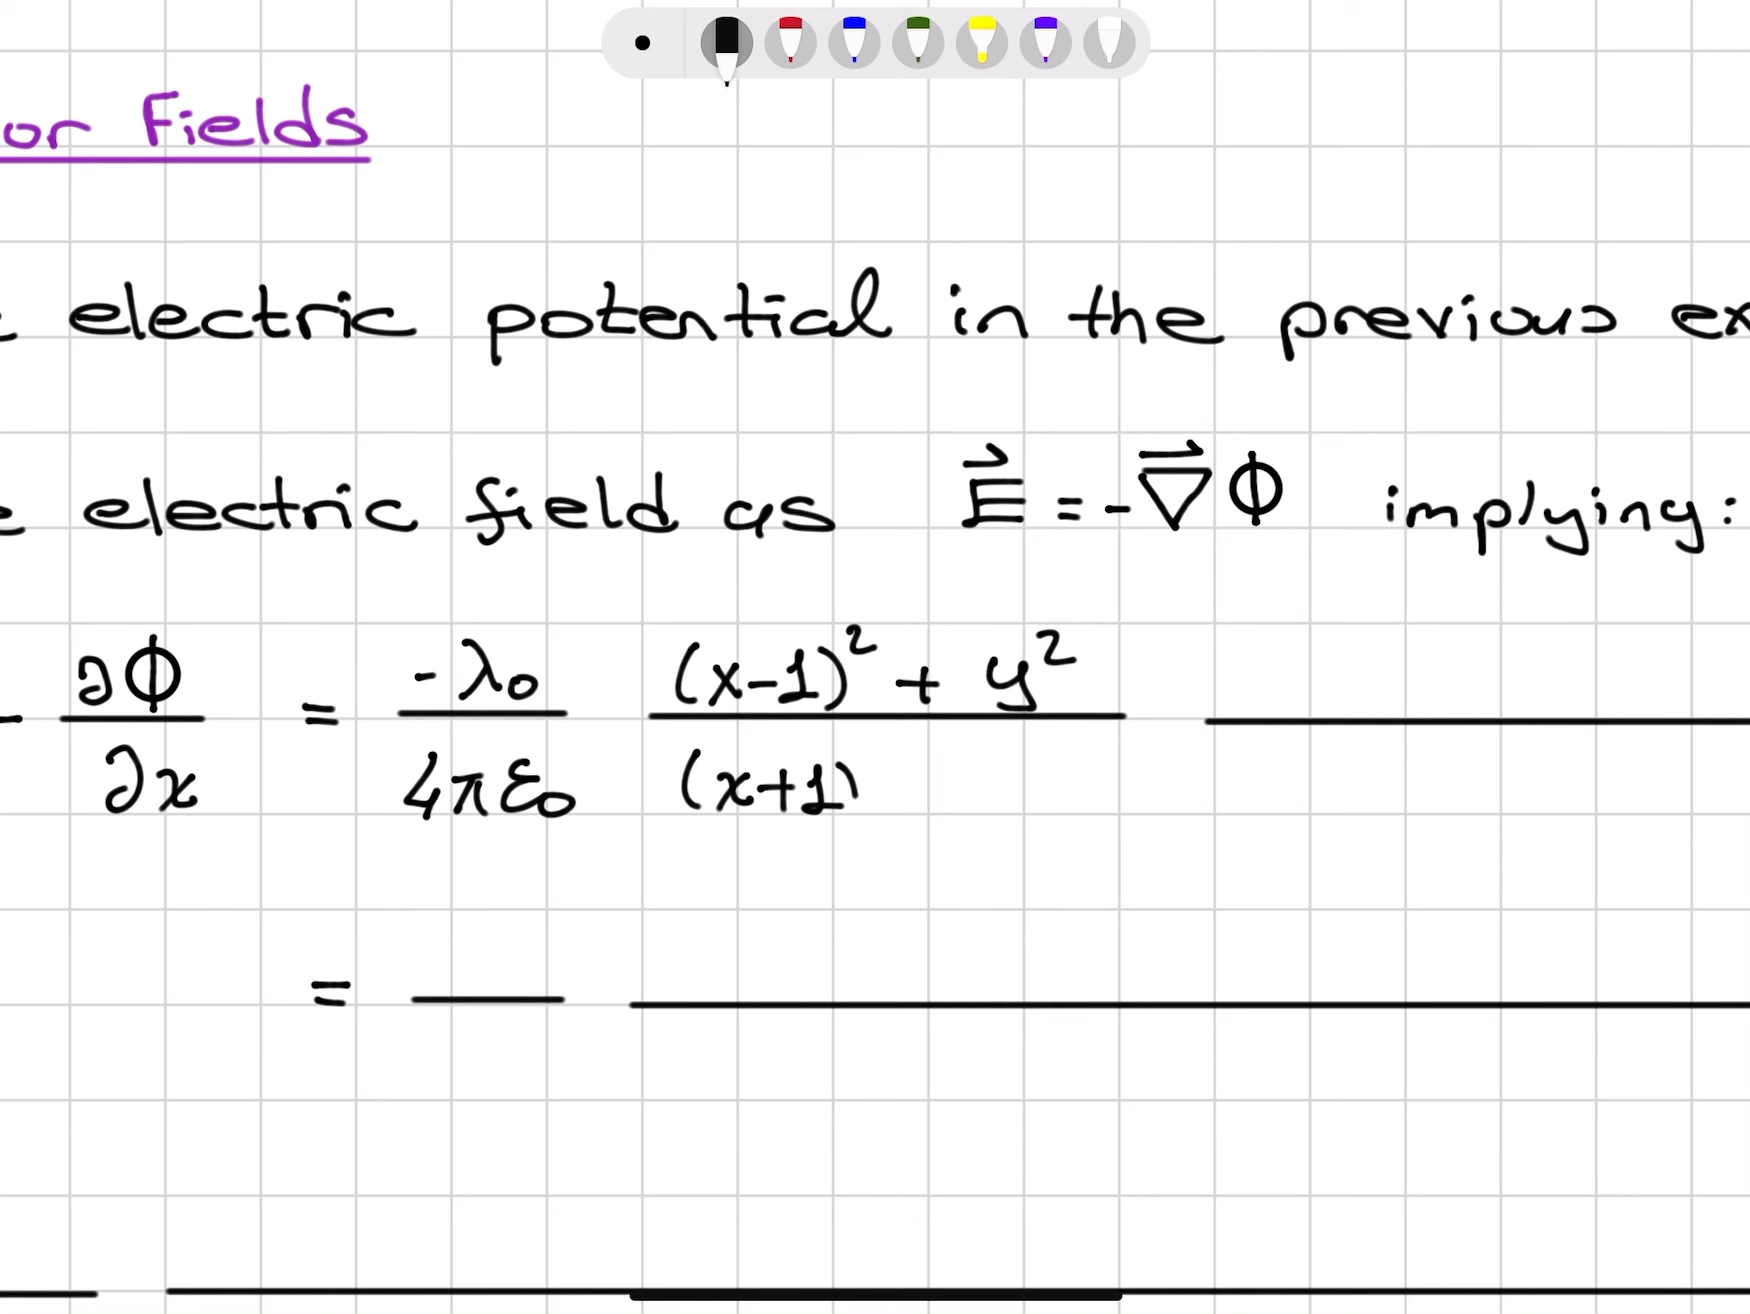 or Fields
electric potential in the previous ex
electric field as E⃗ = -∇⃗Φ implying:
- ∂Φ/∂x = -λ₀/4πε₀ (x-1)² + y²/(x+1)
=